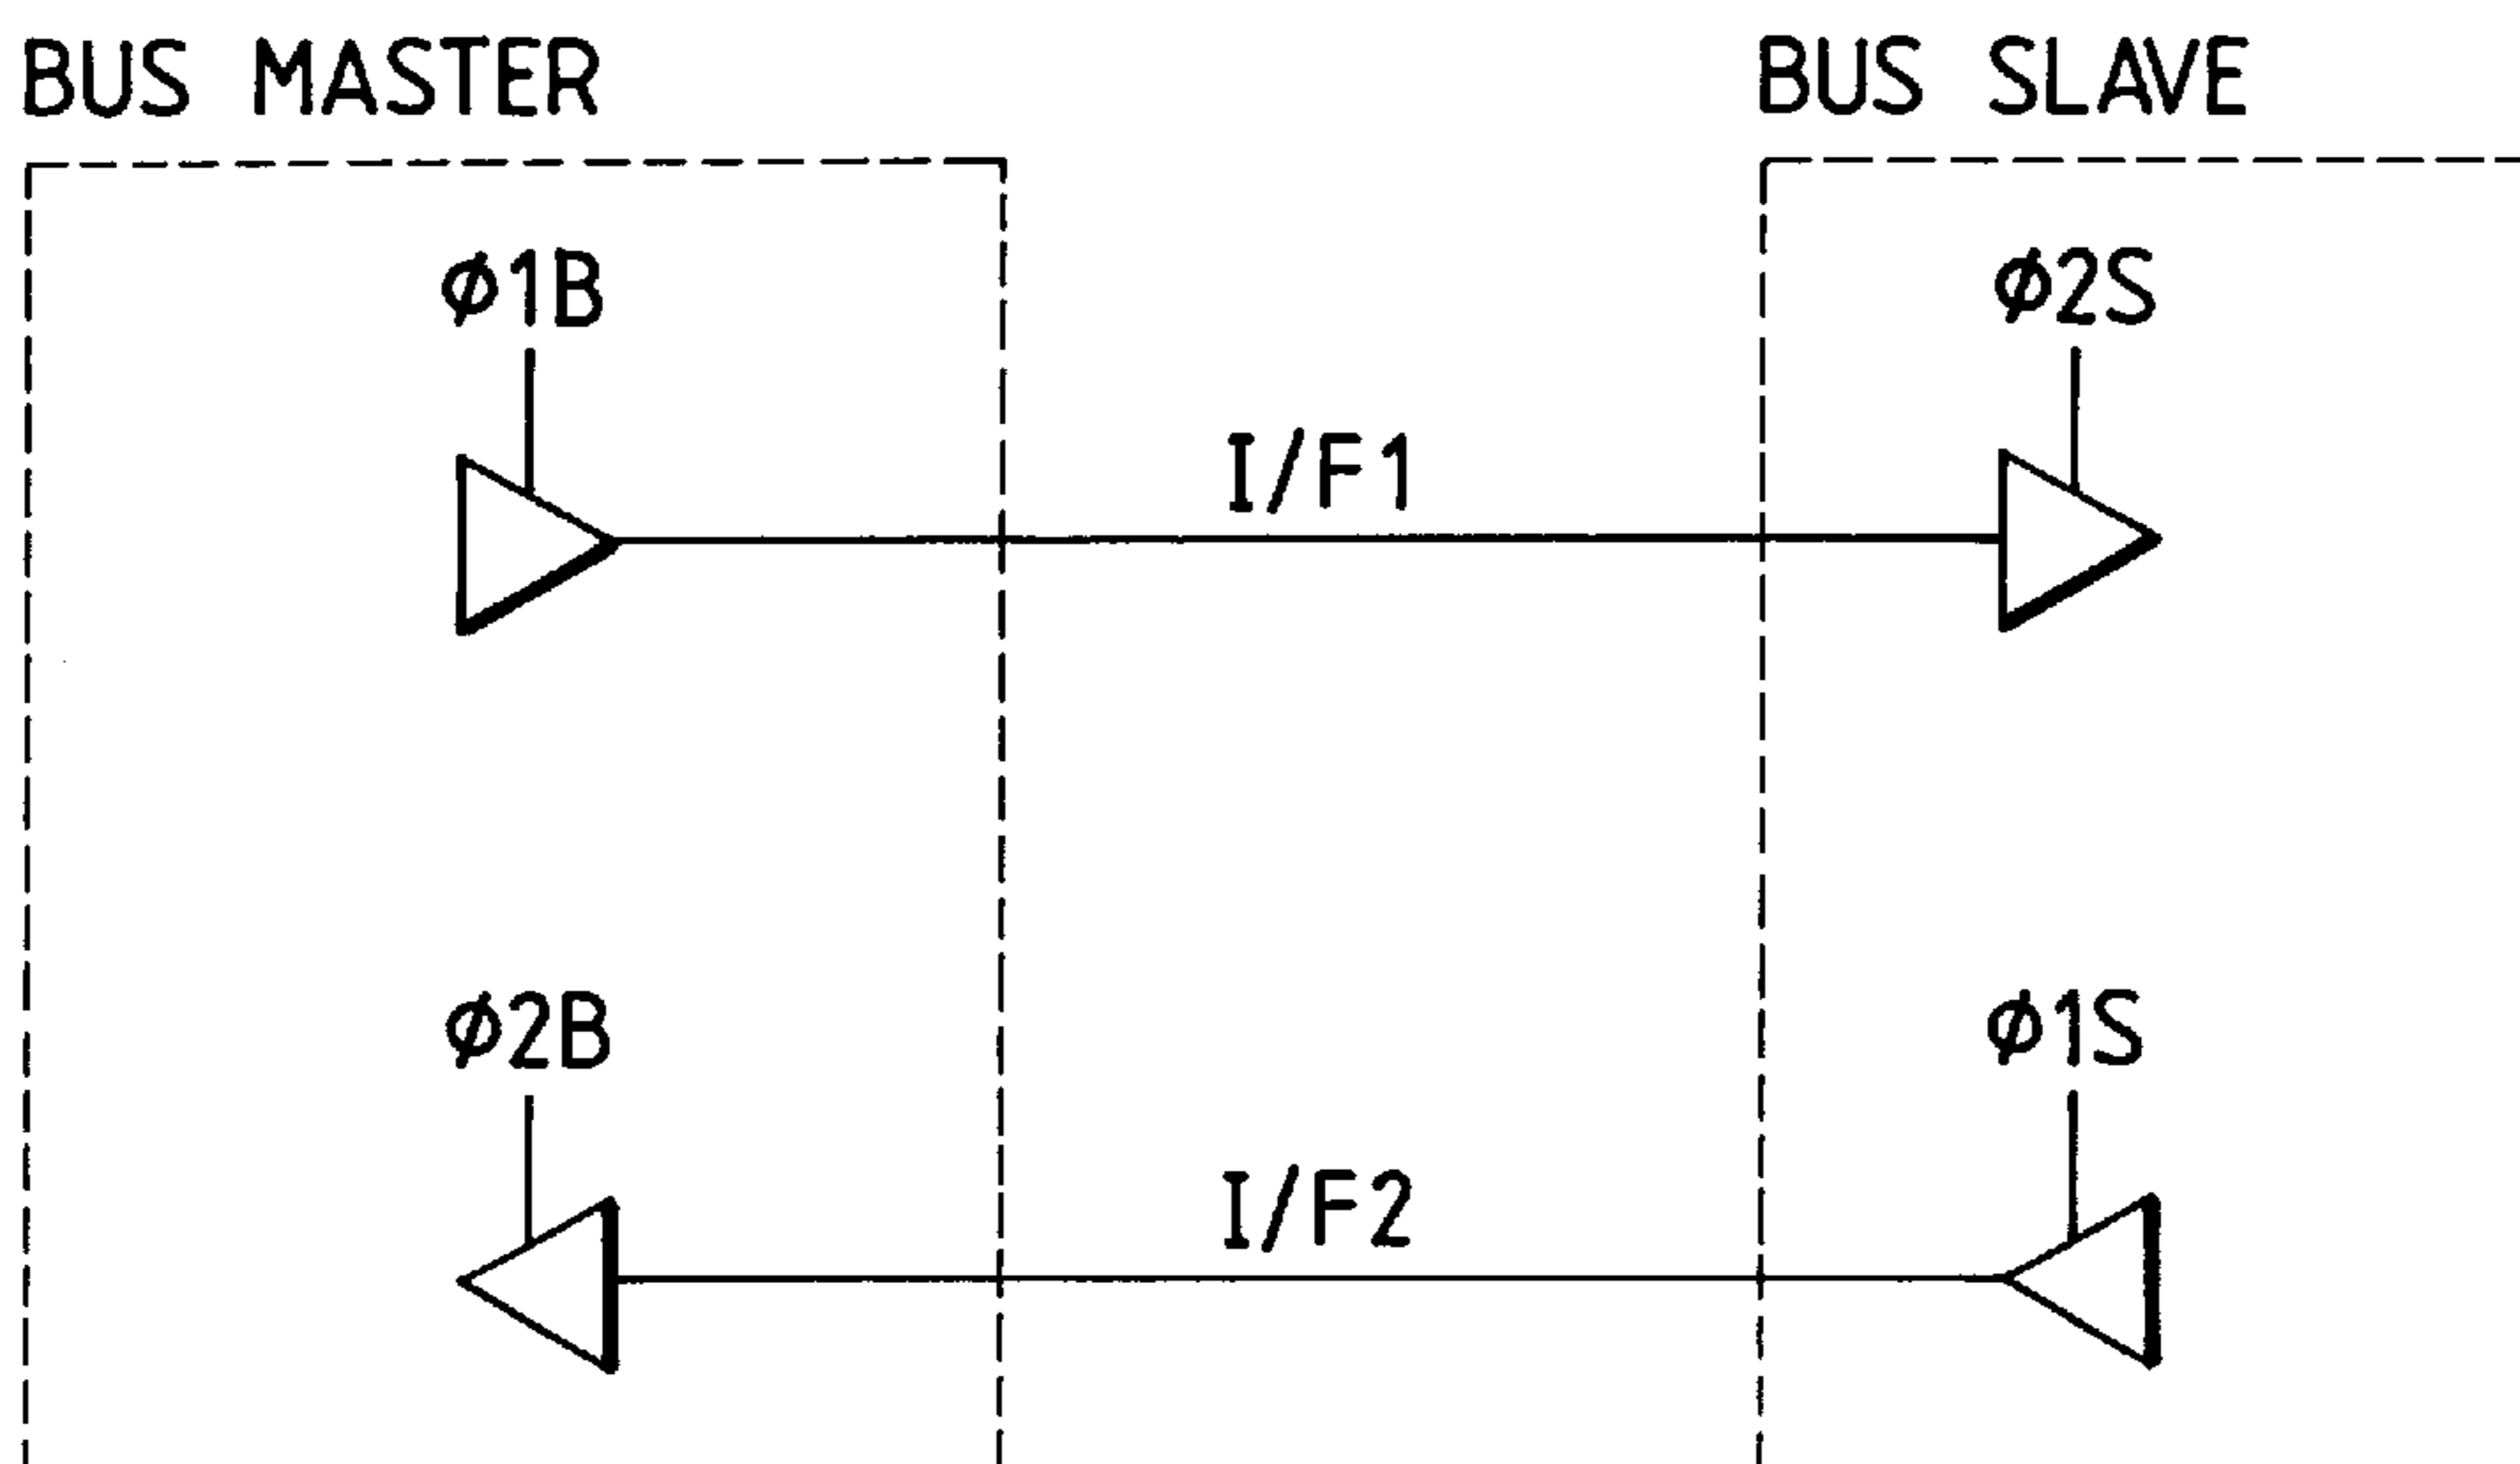 BUS MASTER
BUS SLAVE
ϕ1B
ϕ2S
I/F1
ϕ2B
ϕ1S
I/F2